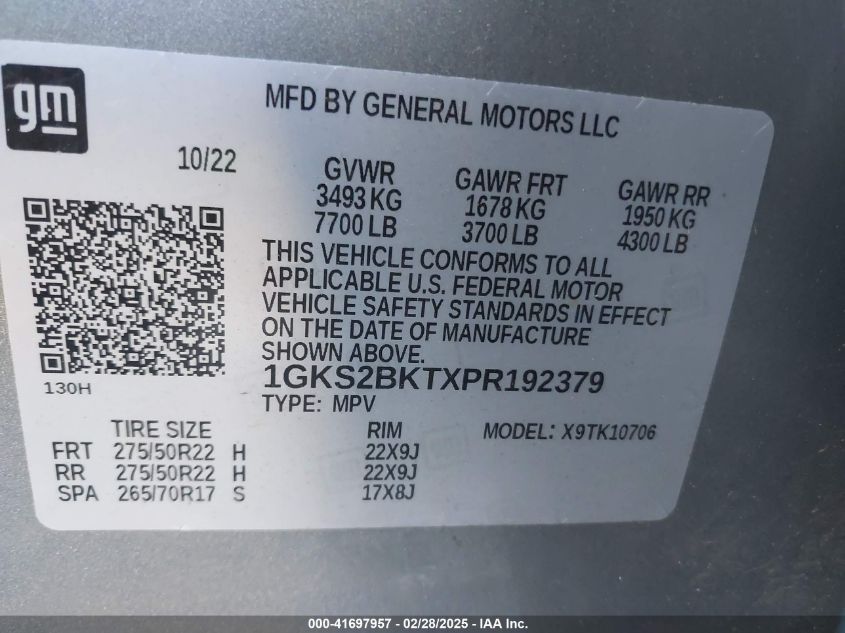 gm
MFD BY GENERAL MOTORS LLC
10/22
GVWR GAWR FRT GAWR RR
3493 KG 1678 KG 1950 KG
7700 LB 3700 LB 4300 LB
THIS VEHICLE CONFORMS TO ALL
APPLICABLE U.S. FEDERAL MOTOR
VEHICLE SAFETY STANDARDS IN EFFECT
ON THE DATE OF MANUFACTURE
SHOWN ABOVE.
130H
1GKS2BKTXPR192379
TYPE: MPV
TIRE SIZE RIM MODEL: X9TK10706
FRT 275/50R22 H 22X9J
RR 275/50R22 H 22X9J
SPA 265/70R17 S 17X8J
000-41697957 - 02/28/2025 - IAA Inc.